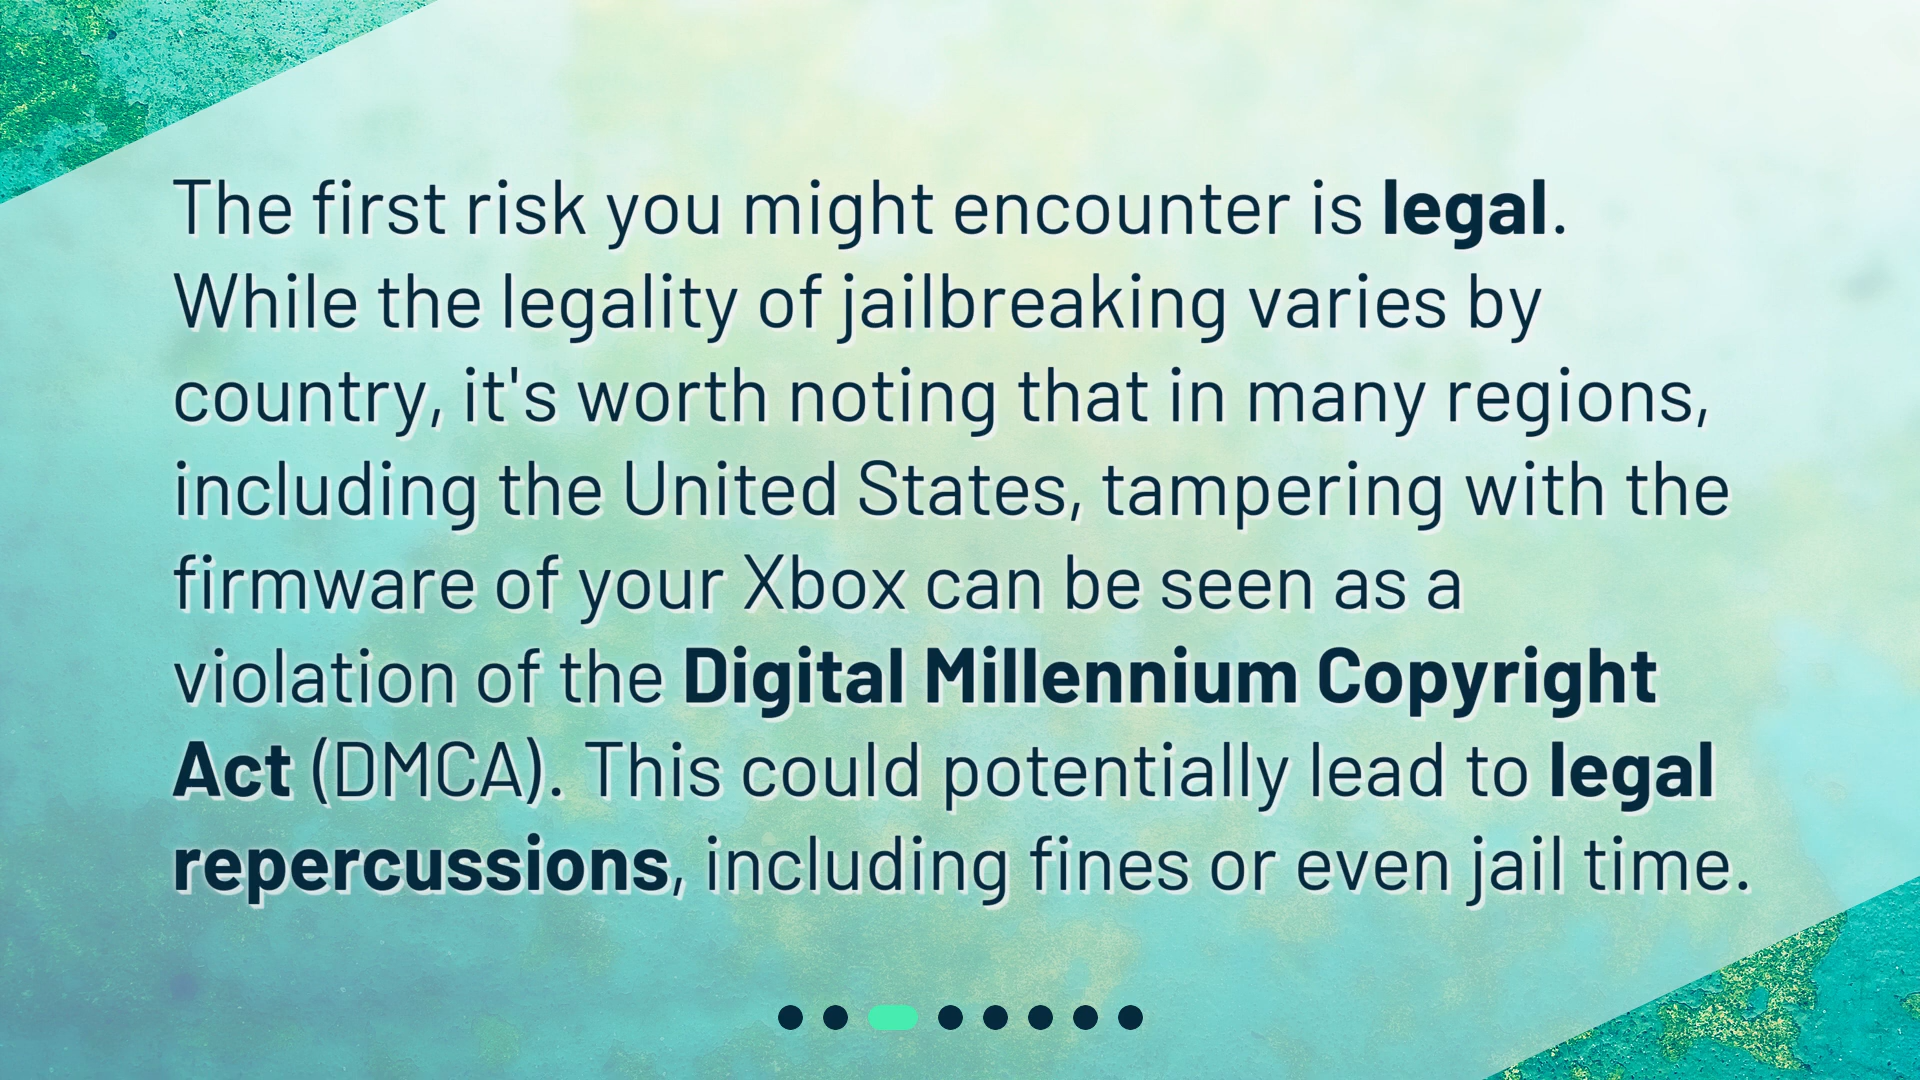 The first risk you might encounter is legal.
While the legality of jailbreaking varies by
country, it's worth noting that in many regions,
including the United States, tampering with the
firmware of your Xbox can be seen as a
violation of the Digital Millennium Copyright
Act (DMCA). This could potentially lead to legal
repercussions, including fines or even jail time.